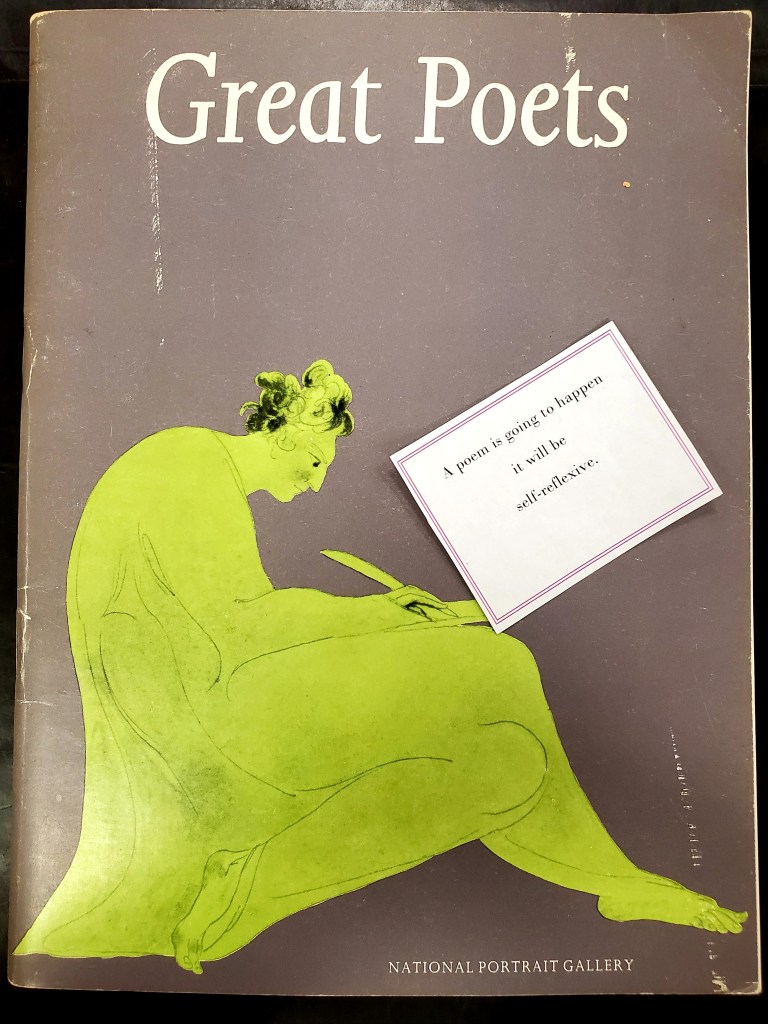 Great Poets
A poem is going to happen
it will be
self-reflexive.
NATIONAL PORTRAIT GALLERY